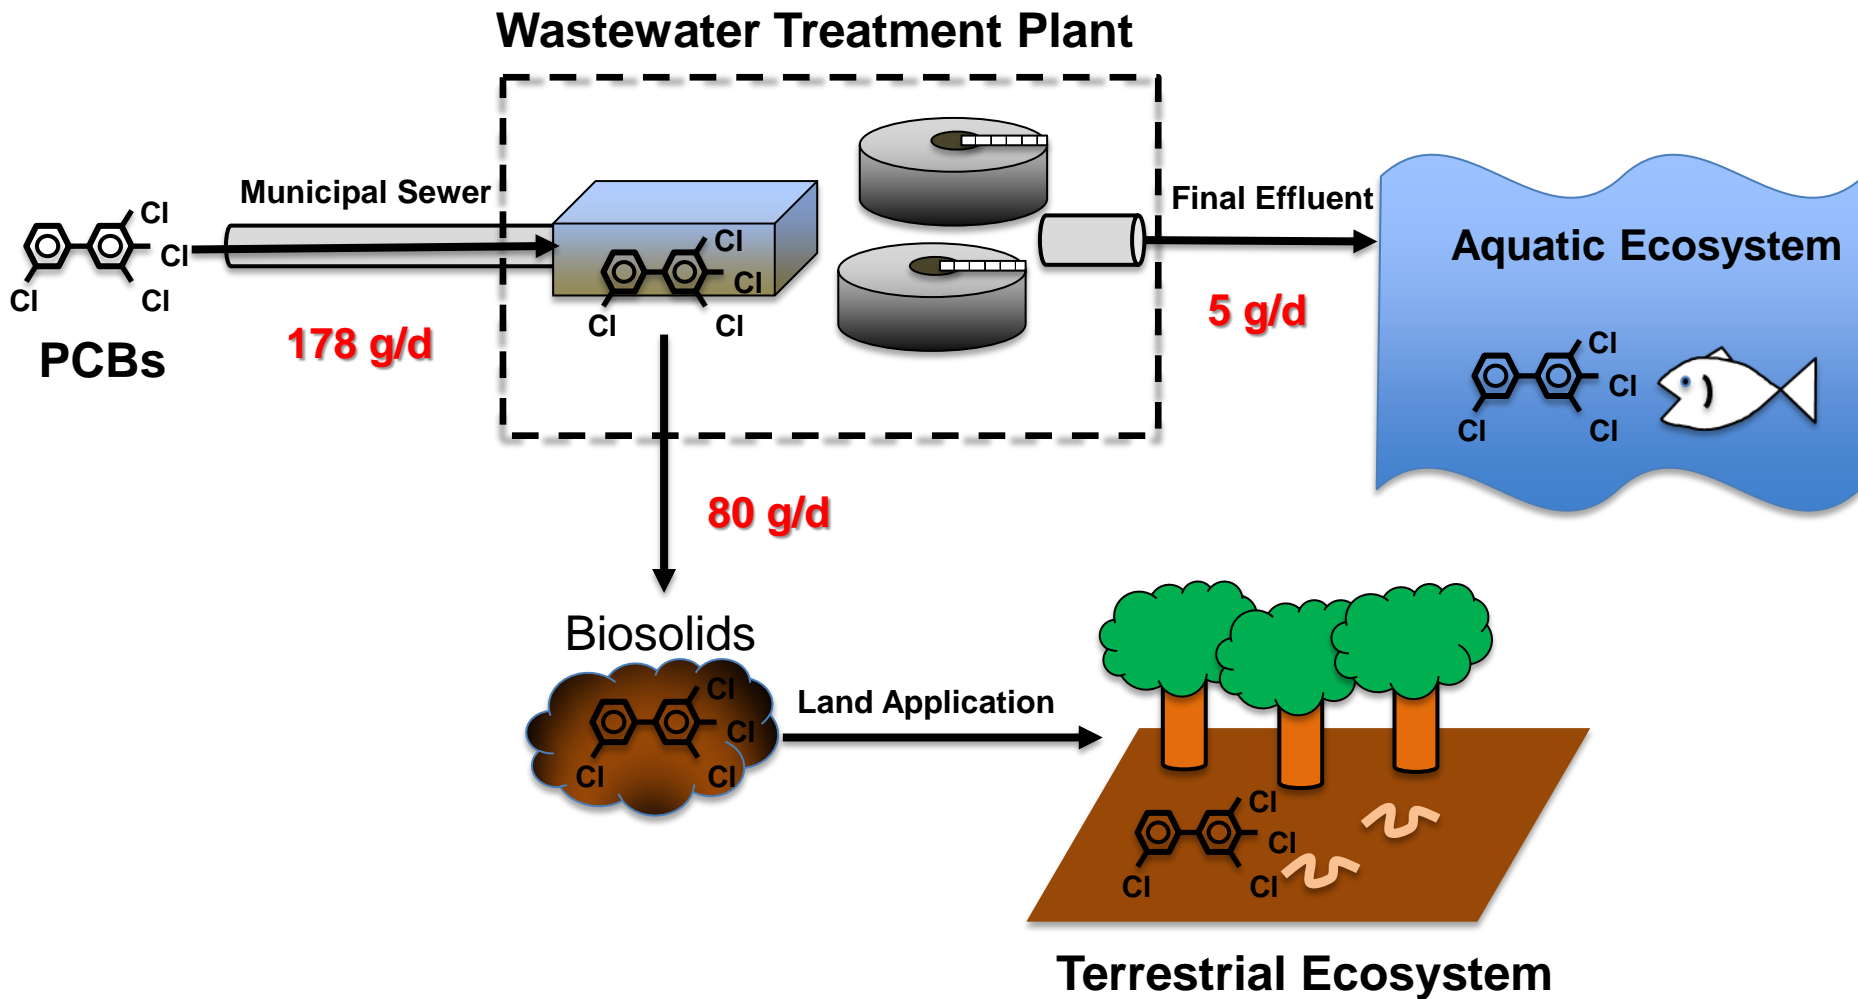 Wastewater Treatment Plant
Municipal Sewer
Final Effluent
Cl
Cl
Cl
Cl
PCBs
178 g/d
Cl
Cl
Cl
Cl
5 g/d
Aquatic Ecosystem
Cl
Cl
Cl
Cl
80 g/d
Biosolids
Cl
Cl
Cl
Cl
Land Application
Cl
Cl
Cl
Cl
Terrestrial Ecosystem